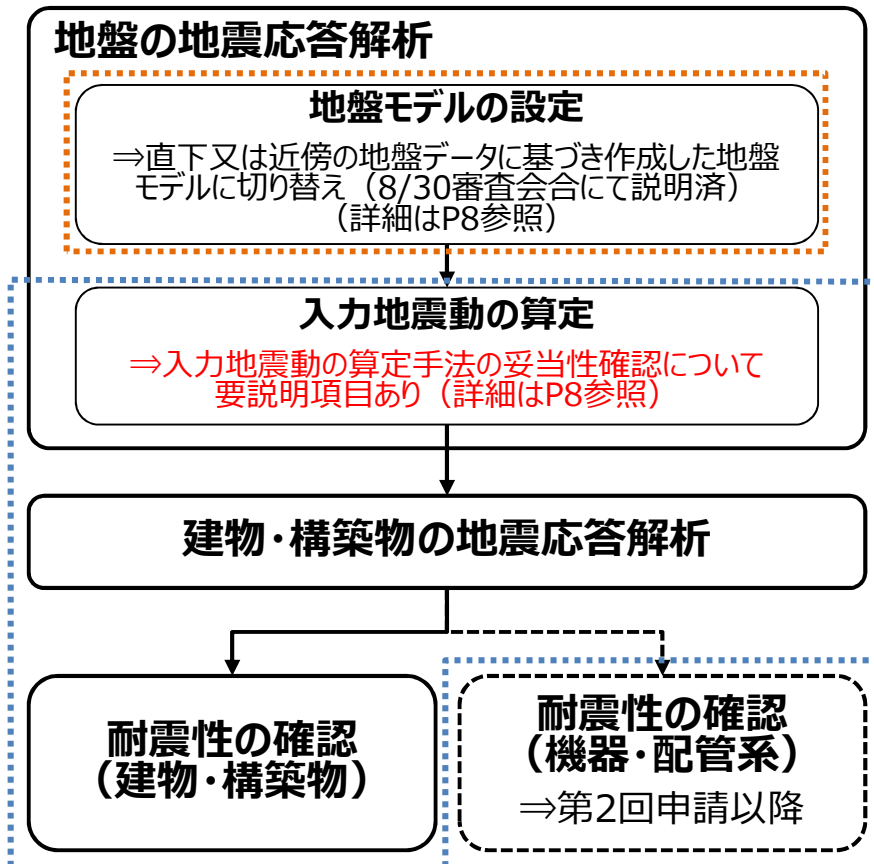 地盤の地震応答解析
地盤モデルの設定
⇒直下又は近傍の地盤データに基づき作成した地盤
モデルに切り替え（8/30審査会合にて説明済）
（詳細はP8参照）
入力地震動の算定
⇒入力地震動の算定手法の妥当性確認について
要説明項目あり（詳細はP8参照）
建物・構築物の地震応答解析
耐震性の確認
（建物・構築物）
耐震性の確認
（機器・配管系）
⇒第2回申請以降